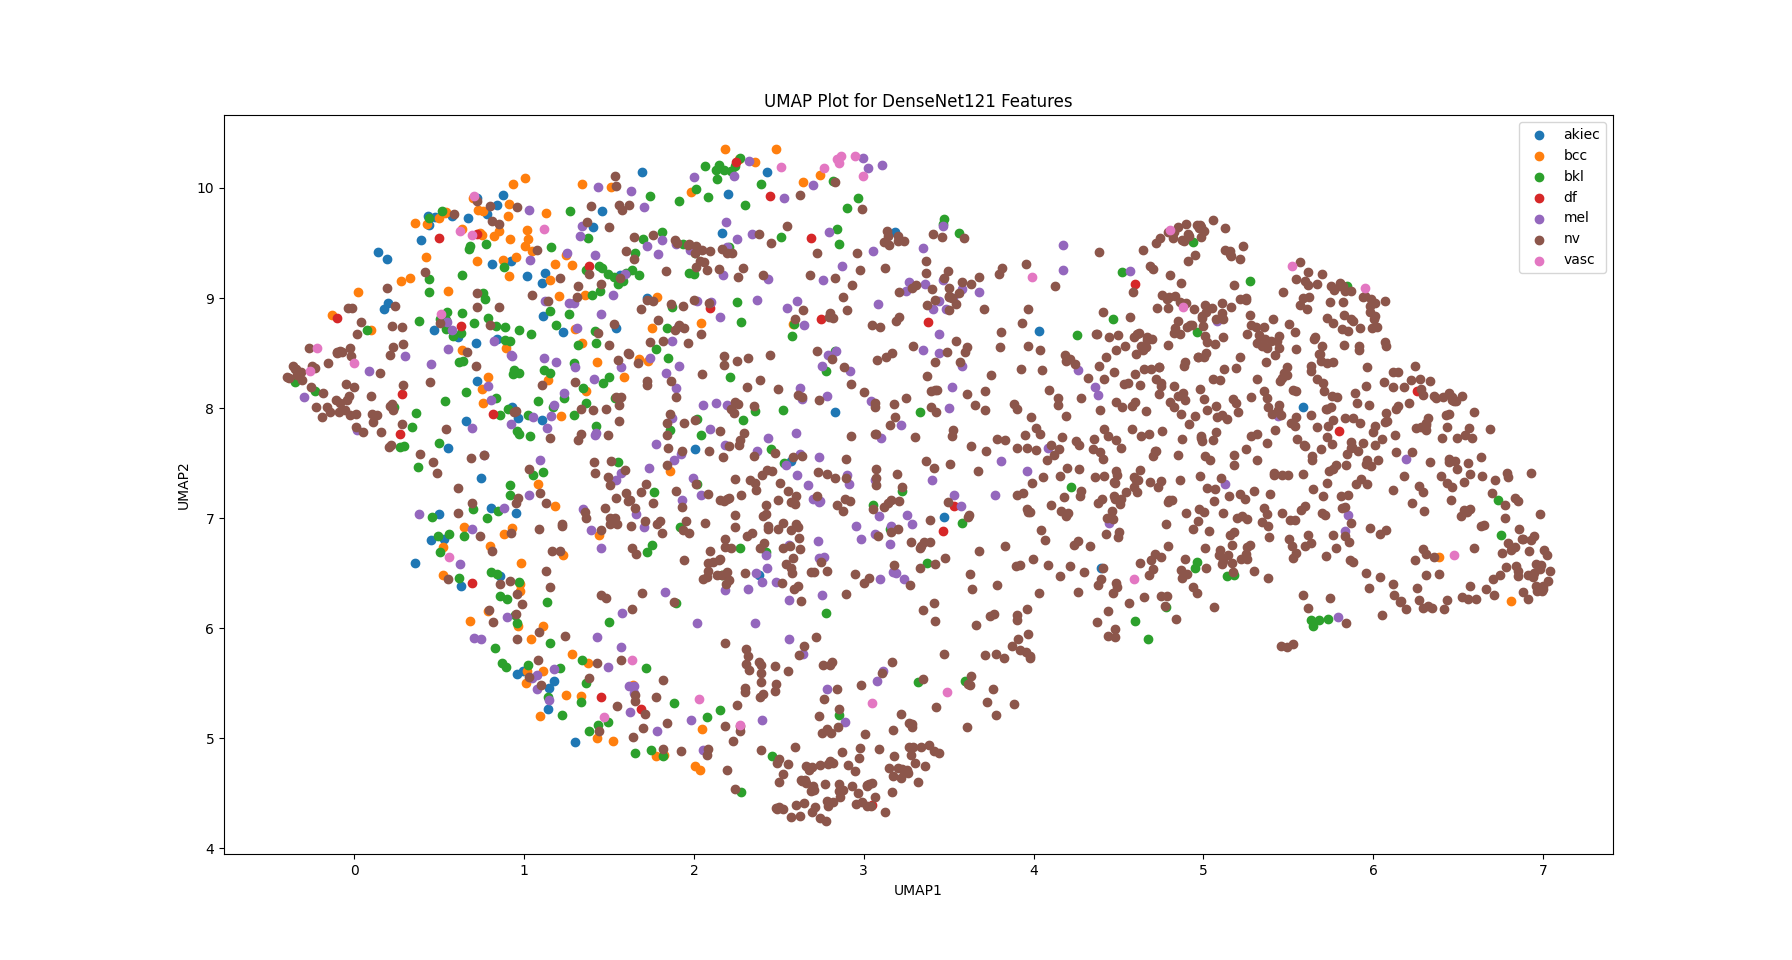 UMAP Plot for DenseNet121 Features
akiec
bcc
bkl
df
mel
nv
vasc
10
9
8
7
6
5
4
UMAP2
0 1 2 3 4 5 6 7
UMAP1